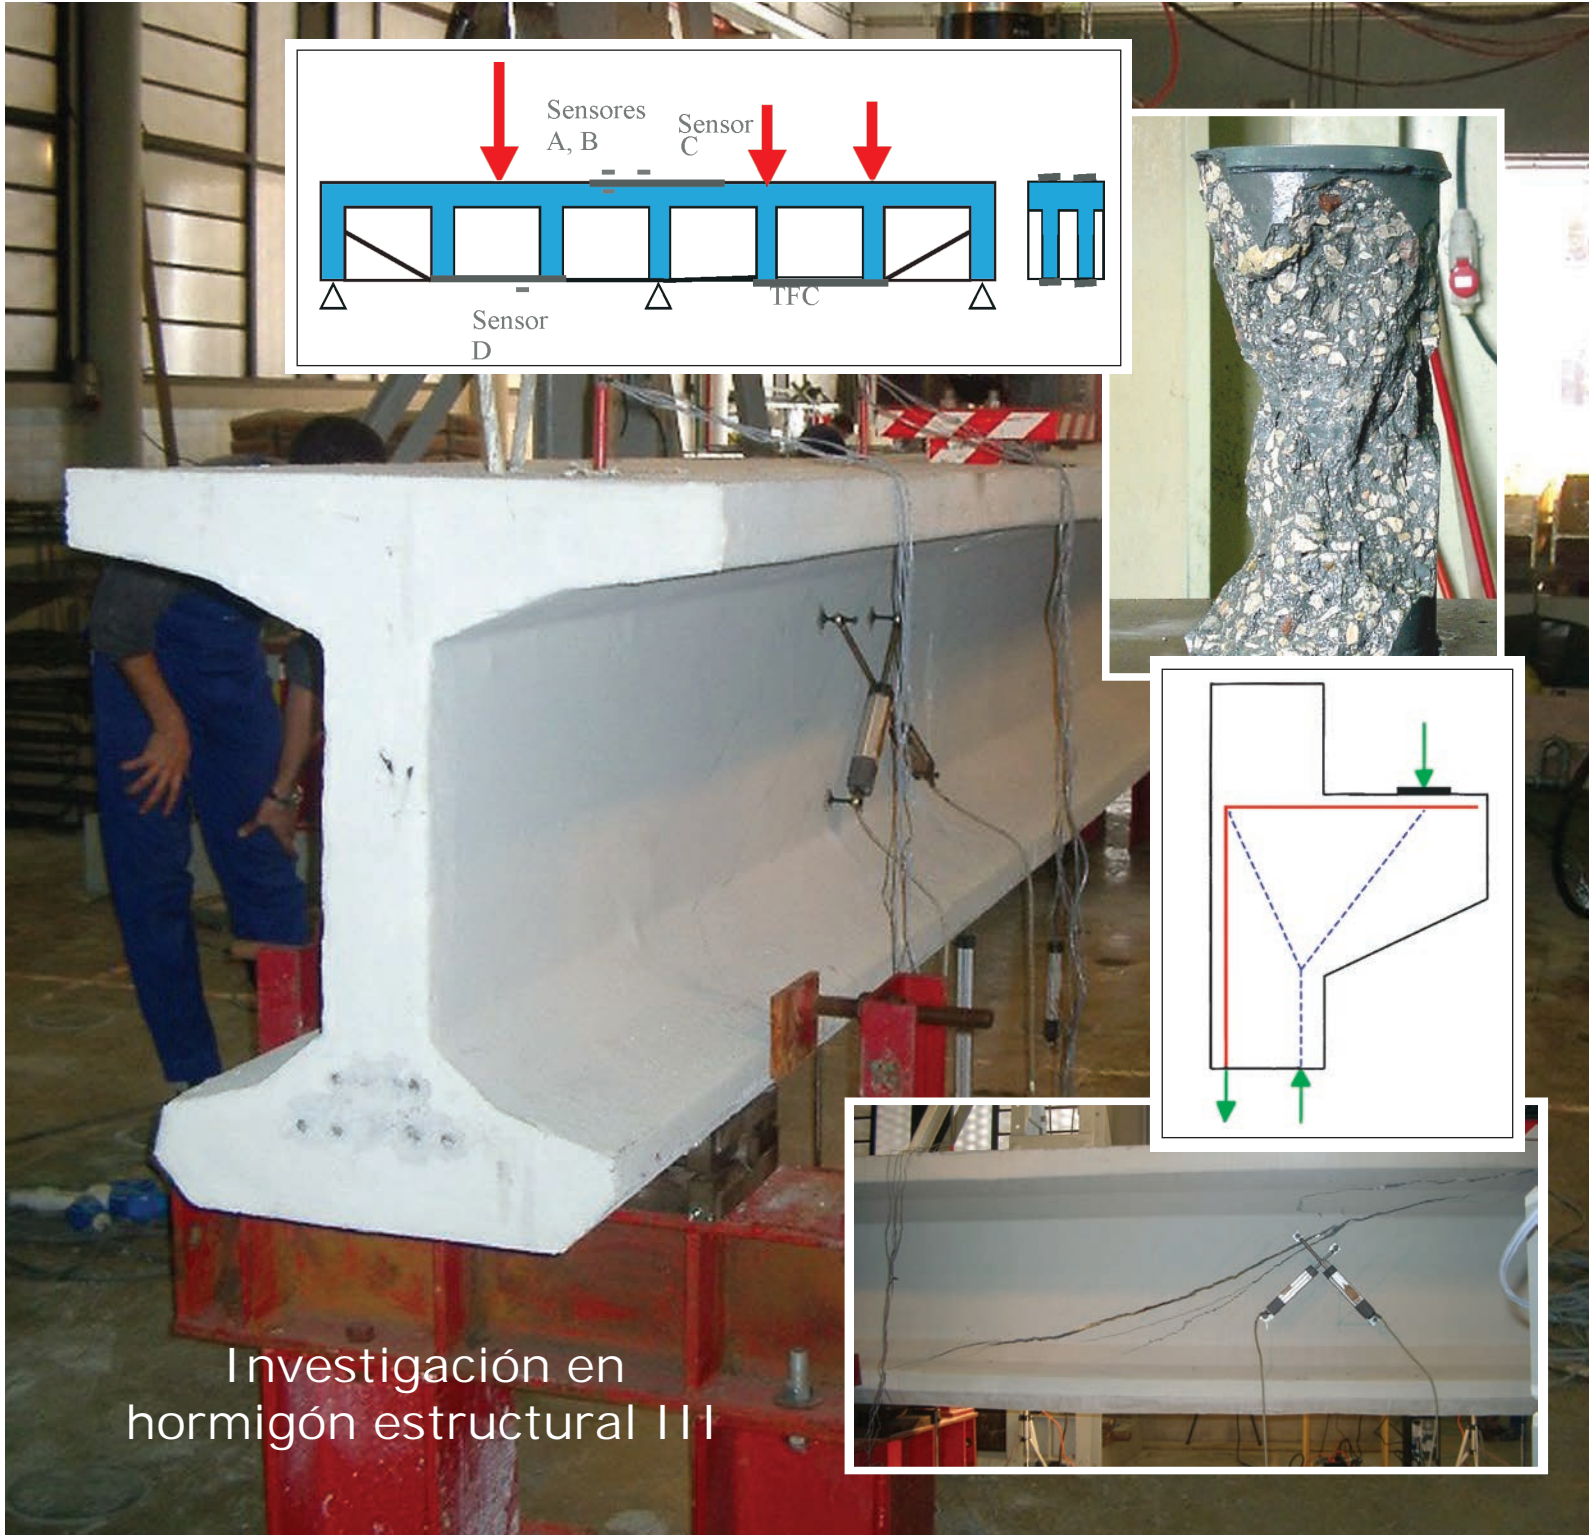 Sensores
A, B
Sensor
C
TFC
Sensor
D
Investigación en
hormigón estructural III